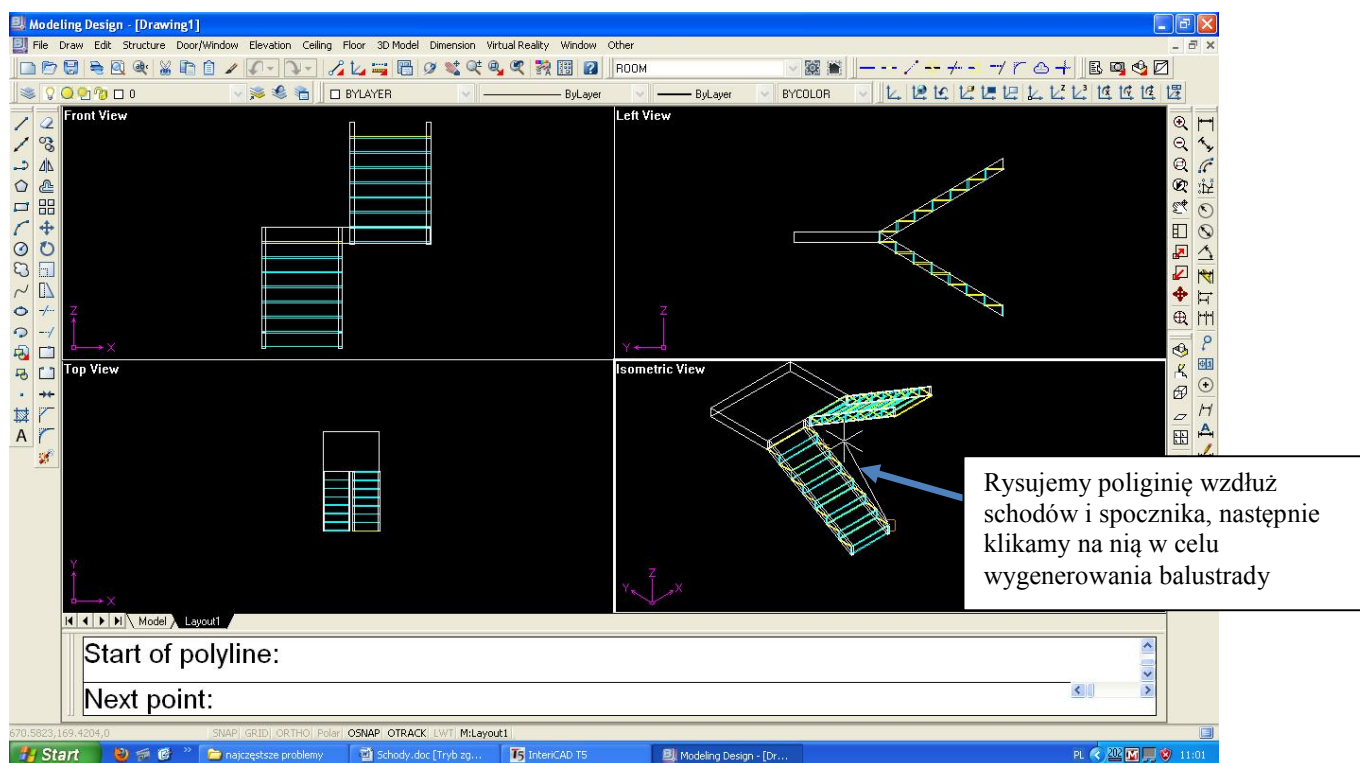 Modeling Design - [Drawing1]
File Draw Edit Structure Door/Window Elevation Ceiling Floor 3D Model Dimension Virtual Reality Window Other
ROOM
0 BYLAYER ByLayer ByLayer BYCOLOR
Front View
Left View
Z
X
Z
Y
Top View
Isometric View
Y
X
Z
Y
X
A
Rysujemy poliginię wzdłuż
schodów i spocznika, następnie
klikamy na nią w celu
wygenerowania balustrady
Model Layout1
Start of polyline:
Next point:
670.5823,169.4204,0 SNAP GRID ORTHO Polar OSNAP OTRACK LWT M:Layout1
Start najczęstsze problemy Schody.doc [Tryb zg... InteriCAD T5 Modeling Design - [Dr... PL 11:01